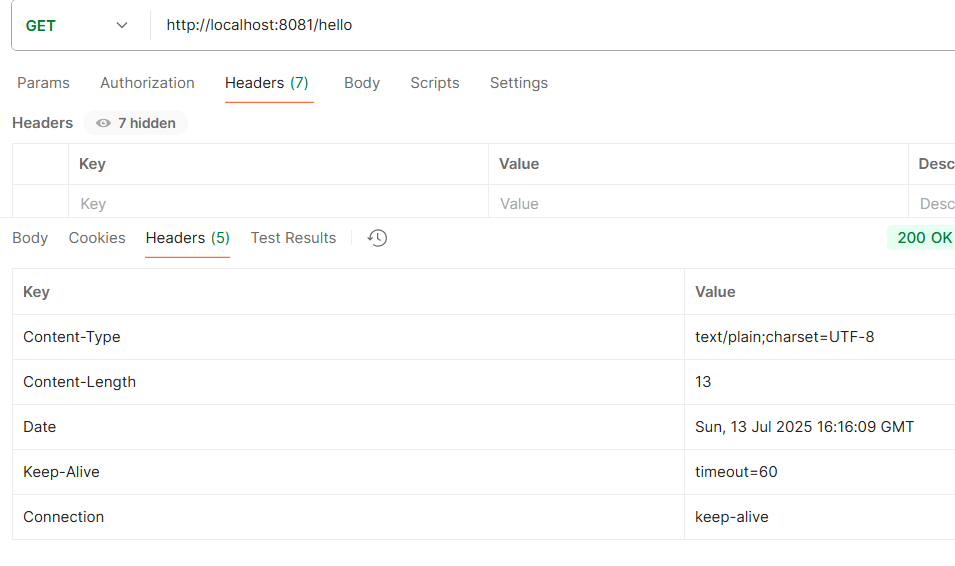 GET http://localhost:8081/hello
Params Authorization Headers (7) Body Scripts Settings
Headers 7 hidden
Key Value Desc
Key Value Desc
Body Cookies Headers (5) Test Results 200 OK
Key Value
Content-Type text/plain;charset=UTF-8
Content-Length 13
Date Sun, 13 Jul 2025 16:16:09 GMT
Keep-Alive timeout=60
Connection keep-alive